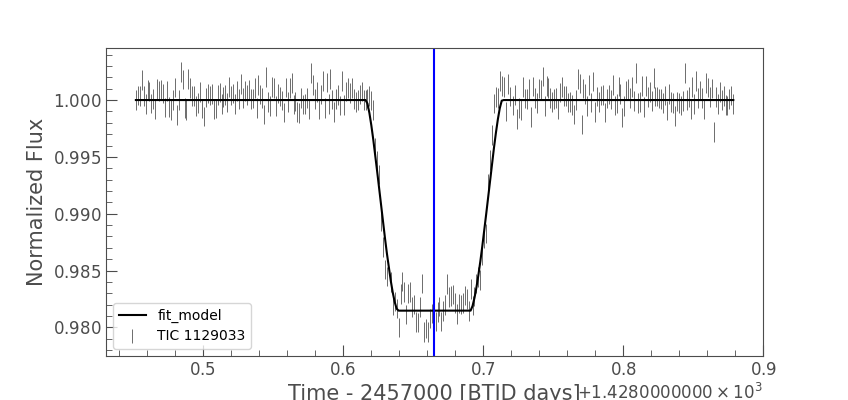 Normalized Flux
1.000
0.995
0.990
0.985
0.980
fit_model
TIC 1129033
0.5 0.6 0.7 0.8 0.9
Time - 2457000 [BTJD days]
+1.4280000000 × 10³